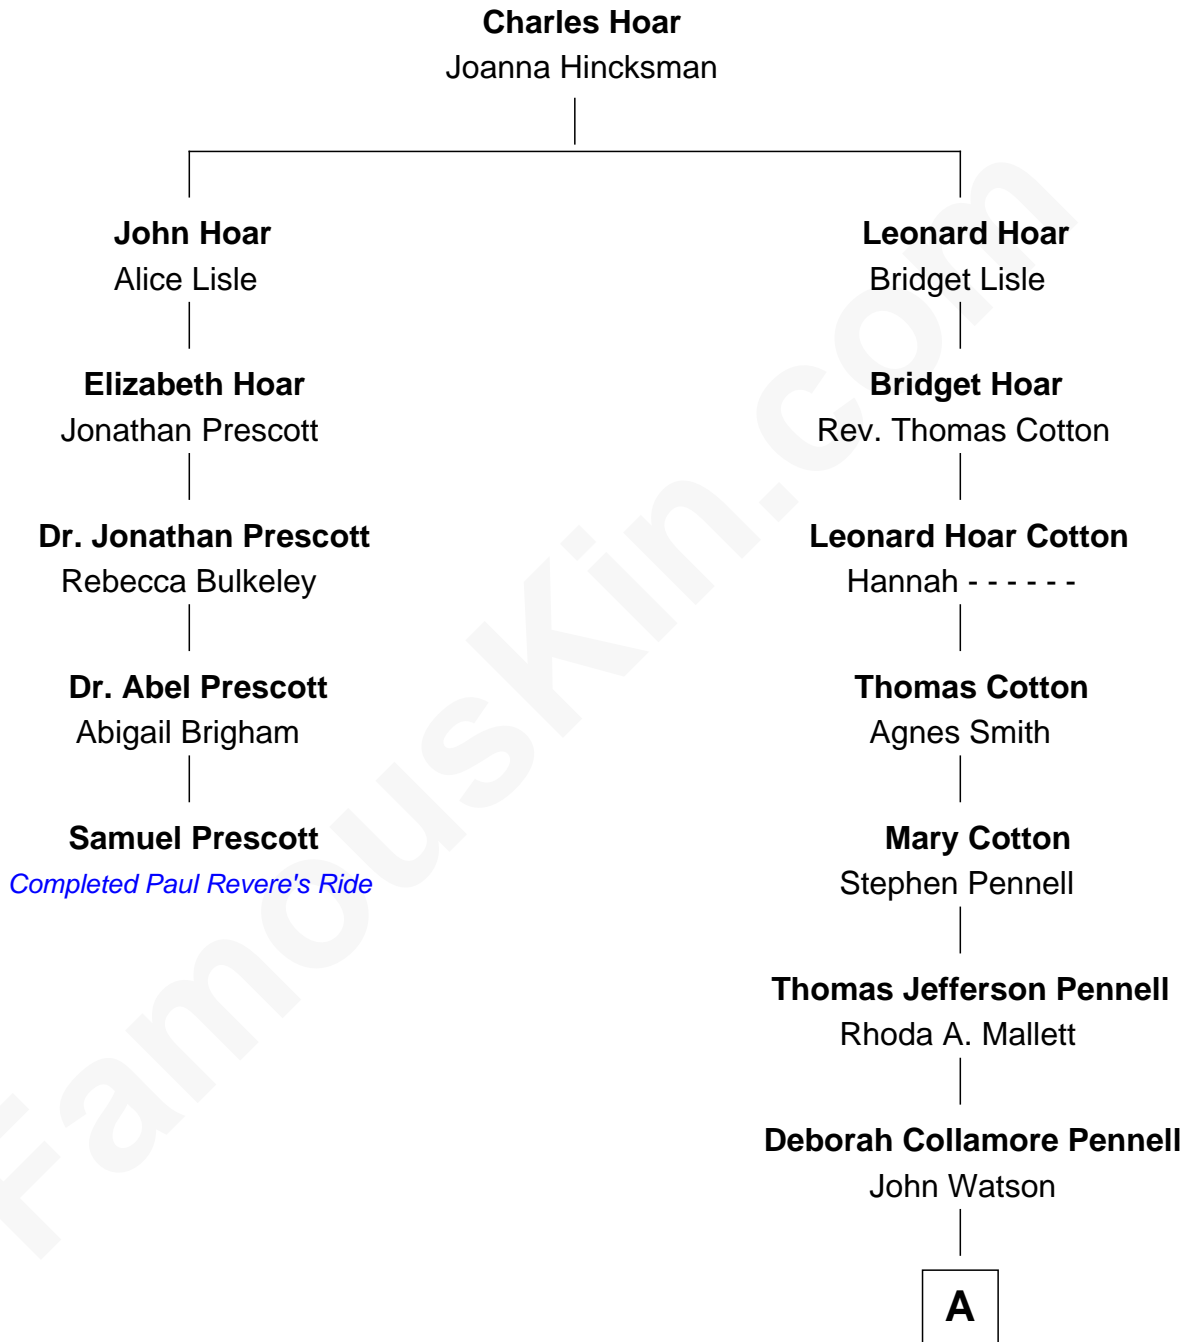 Charles Hoar
Joanna Hincksman
John Hoar
Alice Lisle
Leonard Hoar
Bridget Lisle
Elizabeth Hoar
Jonathan Prescott
Bridget Hoar
Rev. Thomas Cotton
Dr. Jonathan Prescott
Rebecca Bulkeley
Leonard Hoar Cotton
Hannah - - - - - -
Dr. Abel Prescott
Abigail Brigham
Thomas Cotton
Agnes Smith
Samuel Prescott
Completed Paul Revere's Ride
Mary Cotton
Stephen Pennell
Thomas Jefferson Pennell
Rhoda A. Mallett
Deborah Collamore Pennell
John Watson
A
FamousKin.com